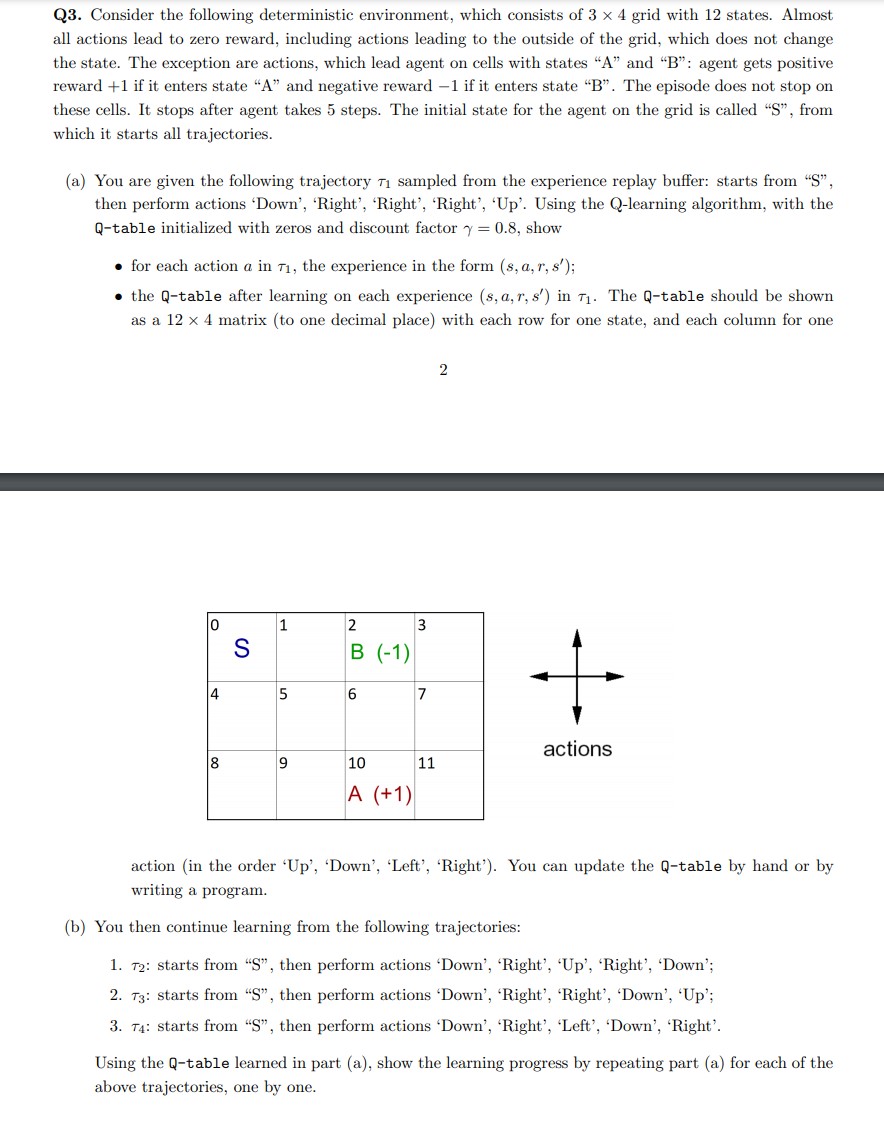 Q3. Consider the following deterministic environment, which consists of 3 × 4 grid with 12 states. Almost
all actions lead to zero reward, including actions leading to the outside of the grid, which does not change
the state. The exception are actions, which lead agent on cells with states “A” and “B”: agent gets positive
reward +1 if it enters state “A” and negative reward −1 if it enters state “B”. The episode does not stop on
these cells. It stops after agent takes 5 steps. The initial state for the agent on the grid is called “S”, from
which it starts all trajectories.
(a) You are given the following trajectory τ1 sampled from the experience replay buffer: starts from “S”,
then perform actions ‘Down’, ‘Right’, ‘Right’, ‘Right’, ‘Up’. Using the Q-learning algorithm, with the
Q-table initialized with zeros and discount factor γ = 0.8, show
• for each action a in τ1, the experience in the form (s, a, r, s′);
• the Q-table after learning on each experience (s, a, r, s′) in τ1. The Q-table should be shown
as a 12 × 4 matrix (to one decimal place) with each row for one state, and each column for one
2
0 1 2 3
S B (-1)
4 5 6 7
actions
8 9 10 11
A (+1)
action (in the order ‘Up’, ‘Down’, ‘Left’, ‘Right’). You can update the Q-table by hand or by
writing a program.
(b) You then continue learning from the following trajectories:
1. τ2: starts from “S”, then perform actions ‘Down’, ‘Right’, ‘Up’, ‘Right’, ‘Down’;
2. τ3: starts from “S”, then perform actions ‘Down’, ‘Right’, ‘Right’, ‘Down’, ‘Up’;
3. τ4: starts from “S”, then perform actions ‘Down’, ‘Right’, ‘Left’, ‘Down’, ‘Right’.
Using the Q-table learned in part (a), show the learning progress by repeating part (a) for each of the
above trajectories, one by one.